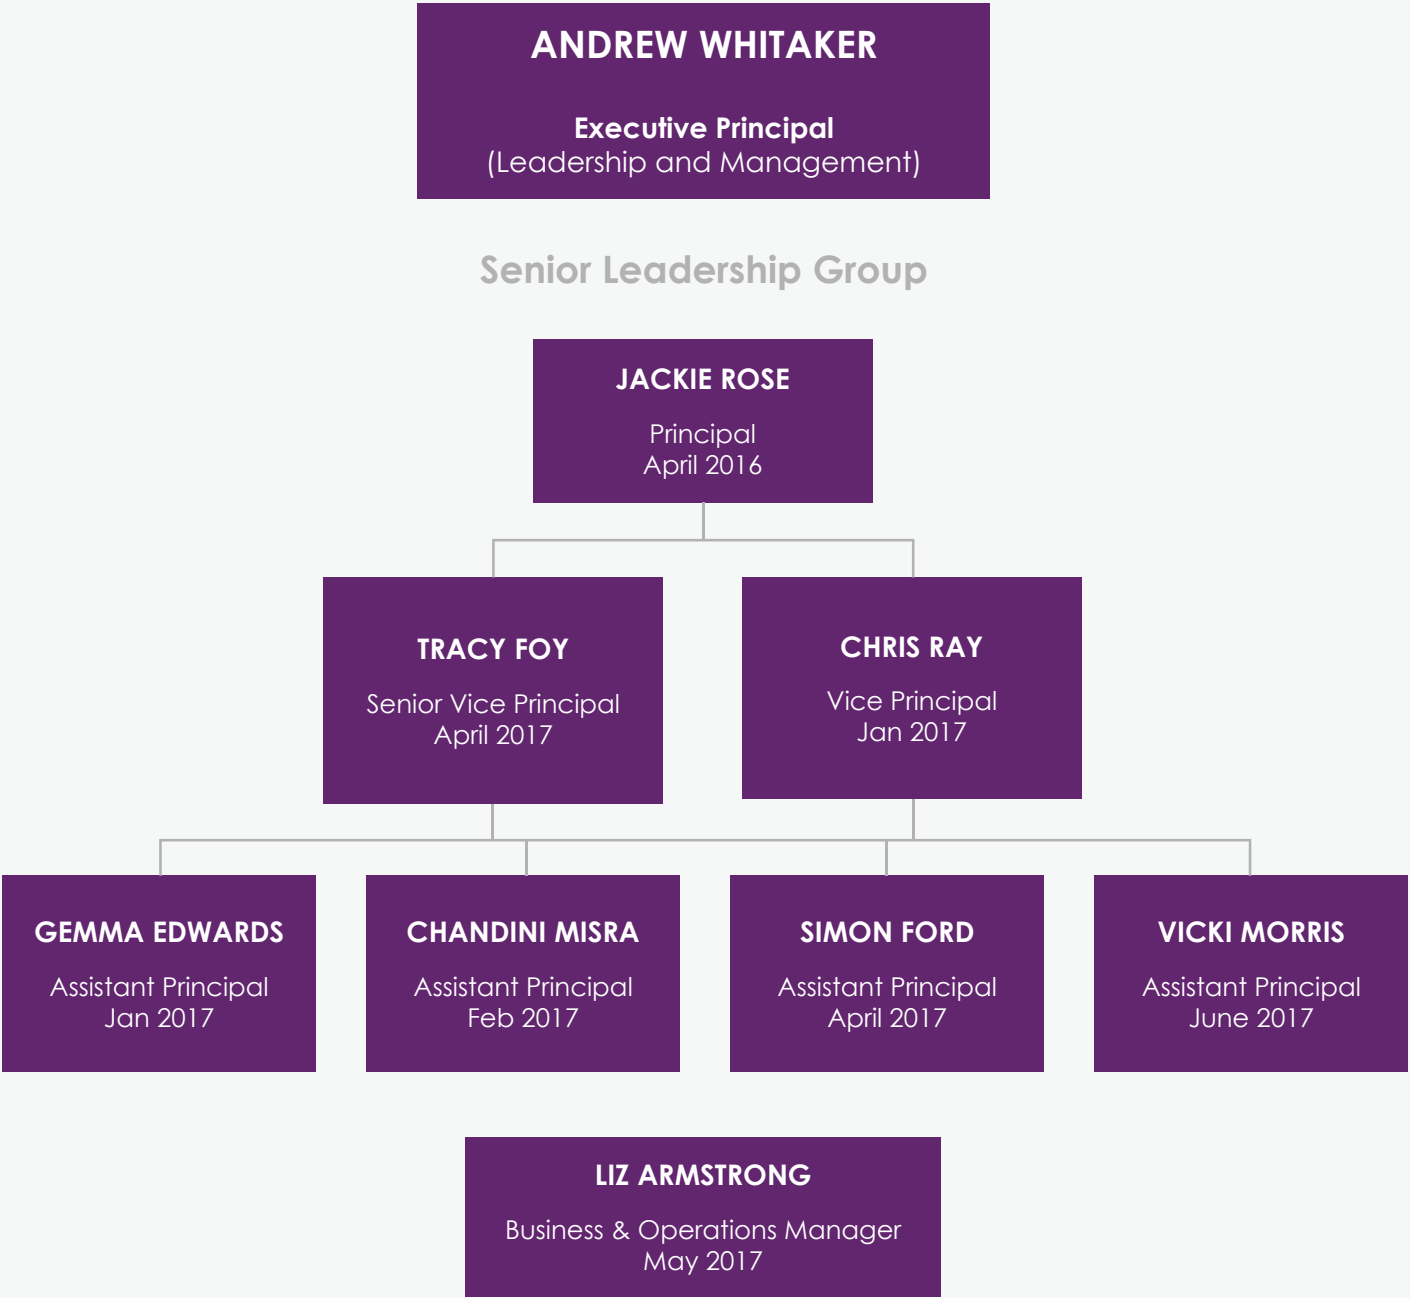 ANDREW WHITAKER
Executive Principal
(Leadership and Management)
Senior Leadership Group
JACKIE ROSE
Principal
April 2016
TRACY FOY
Senior Vice Principal
April 2017
CHRIS RAY
Vice Principal
Jan 2017
GEMMA EDWARDS
Assistant Principal
Jan 2017
CHANDINI MISRA
Assistant Principal
Feb 2017
SIMON FORD
Assistant Principal
April 2017
VICKI MORRIS
Assistant Principal
June 2017
LIZ ARMSTRONG
Business & Operations Manager
May 2017